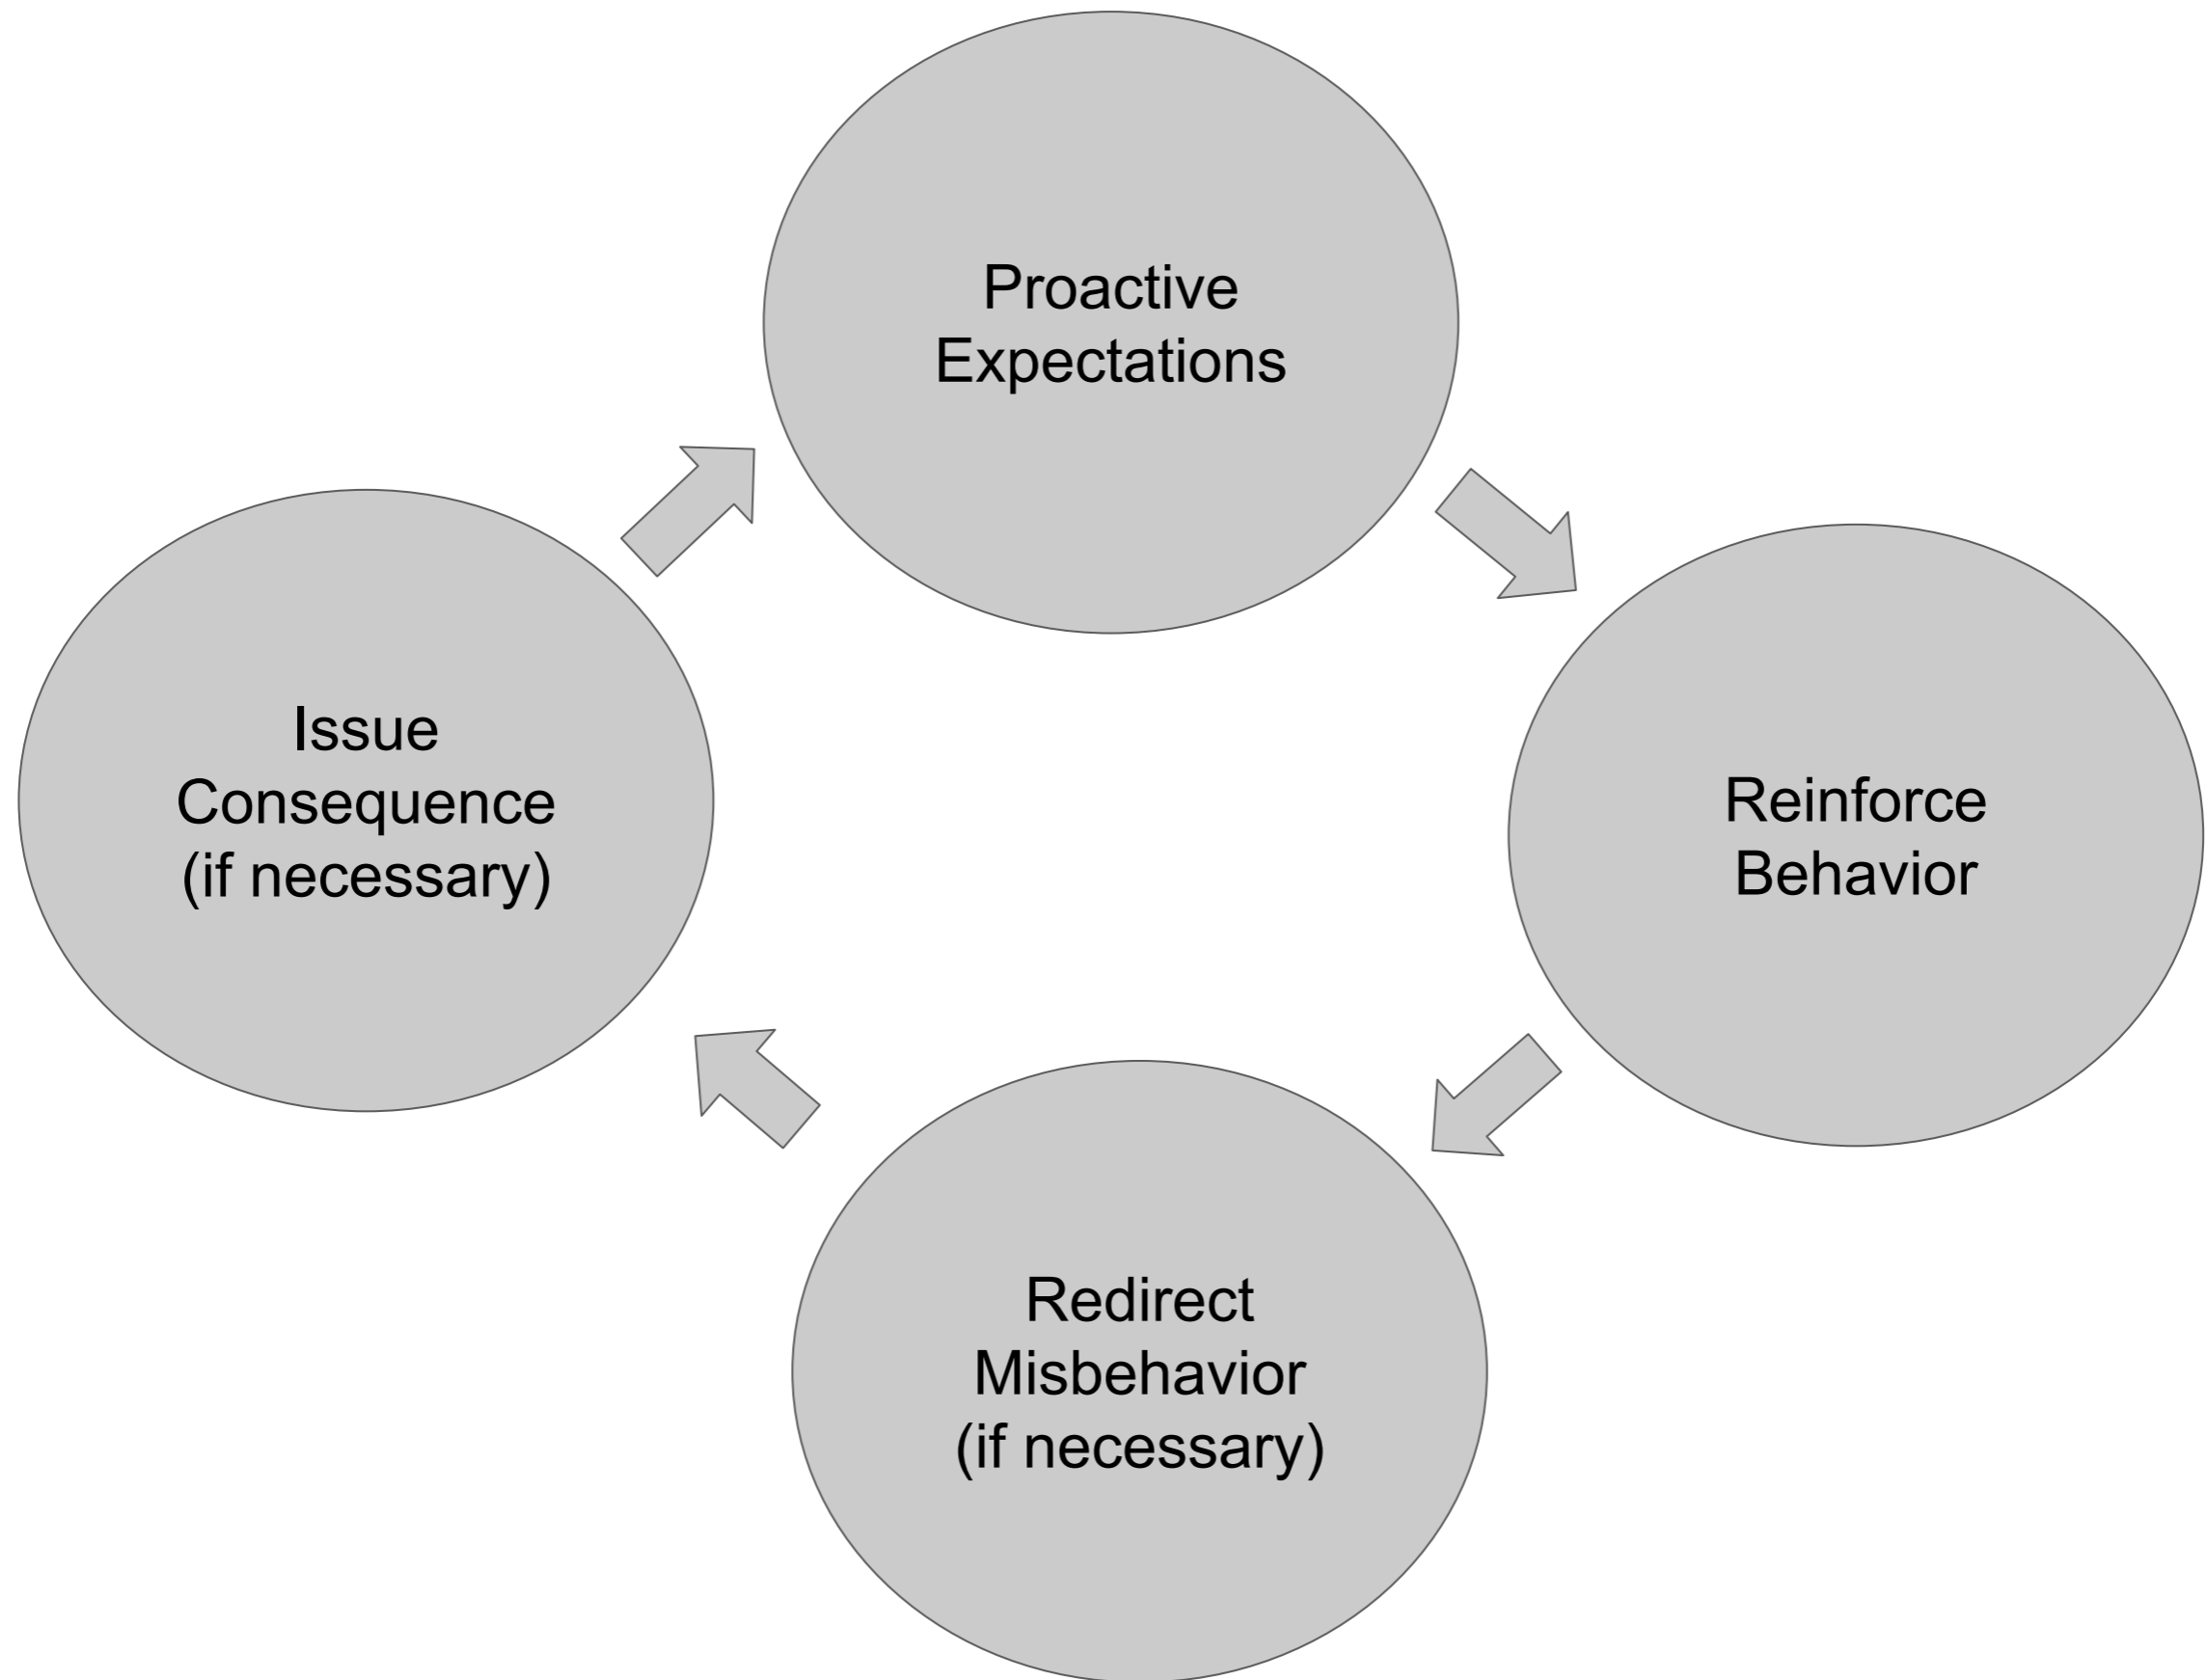 Proactive
Expectations
Reinforce
Behavior
Redirect
Misbehavior
(if necessary)
Issue
Consequence
(if necessary)